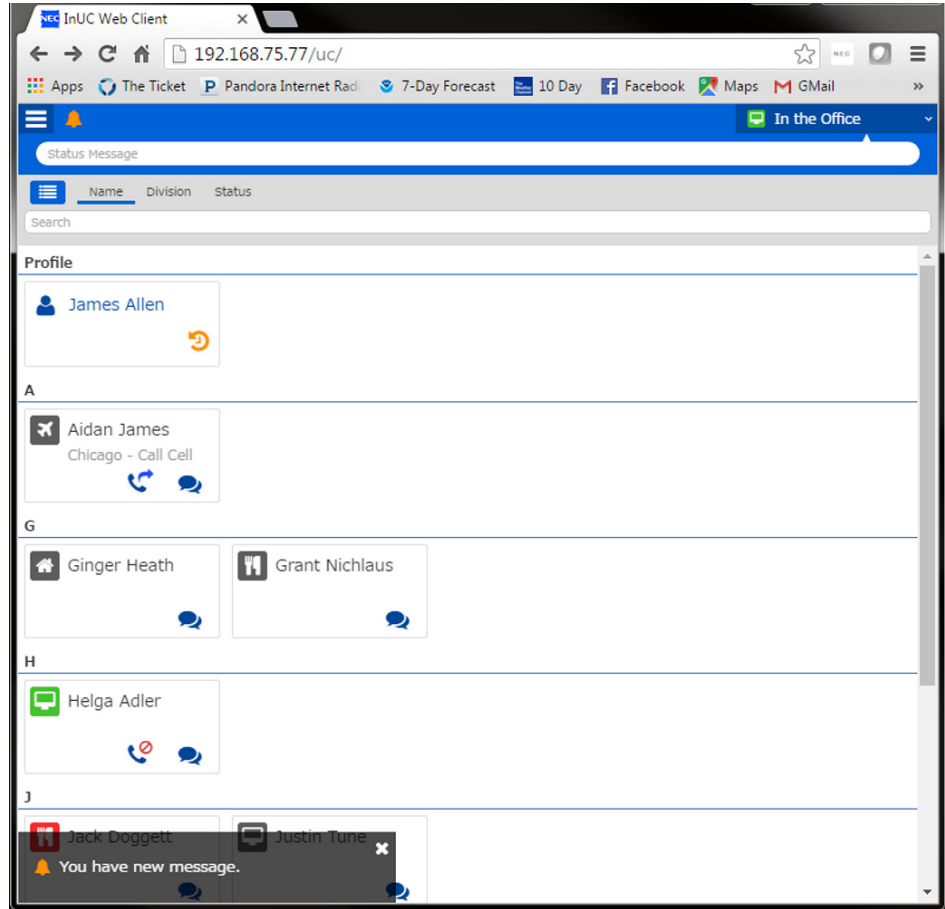 NEC InUC Web Client
192.168.75.77/uc/
NEC
Apps The Ticket P Pandora Internet Radi 7-Day Forecast 10 Day f Facebook Maps M GMail »
In the Office
Status Message
Name Division Status
Search
Profile
James Allen
A
Aidan James
Chicago - Call Cell
G
Ginger Heath Grant Nichlaus
H
Helga Adler
J
Jack Doggett Justin Tune
You have new message.